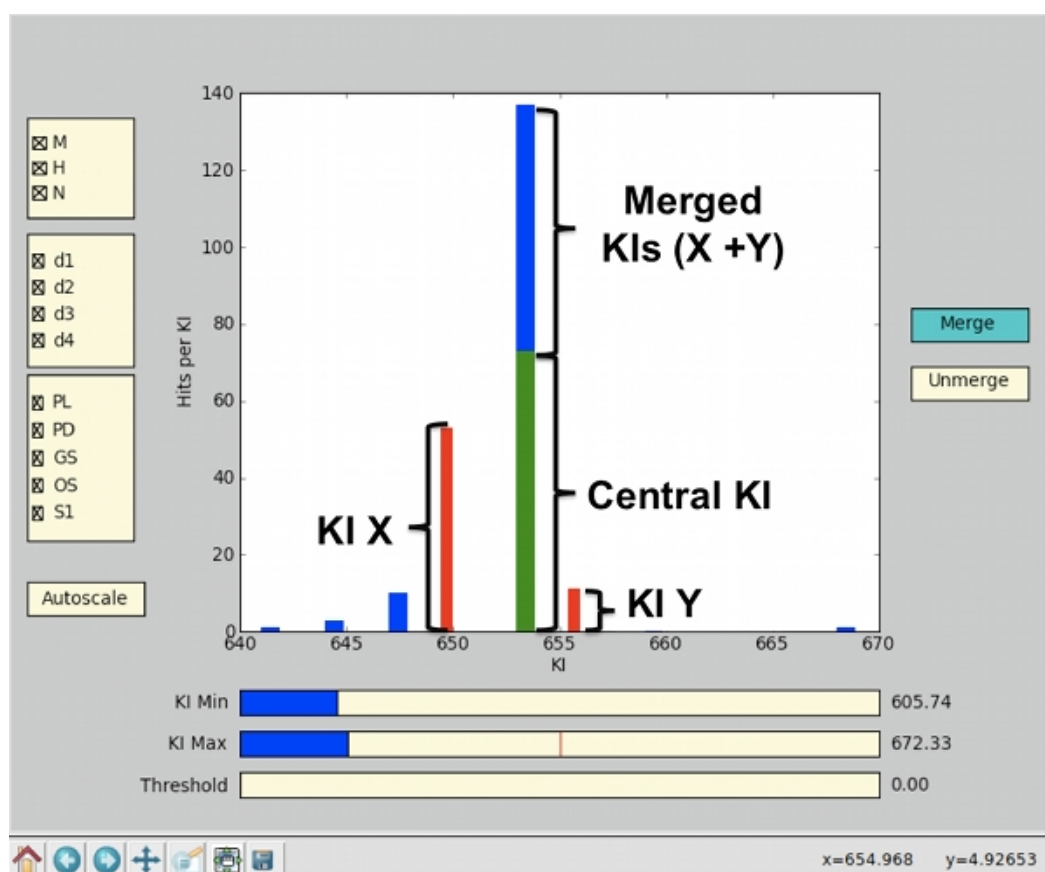 M
H
N
d1
d2
d3
d4
PL
PD
GS
OS
S1
Autoscale
140
120
100
80
60
40
20
0
Hits per KI
Merged
KIs (X +Y)
Central KI
KI X
KI Y
640
645
650
655
660
665
670
KI
Merge
Unmerge
KI Min
605.74
KI Max
672.33
Threshold
0.00
x=654.968 y=4.92653